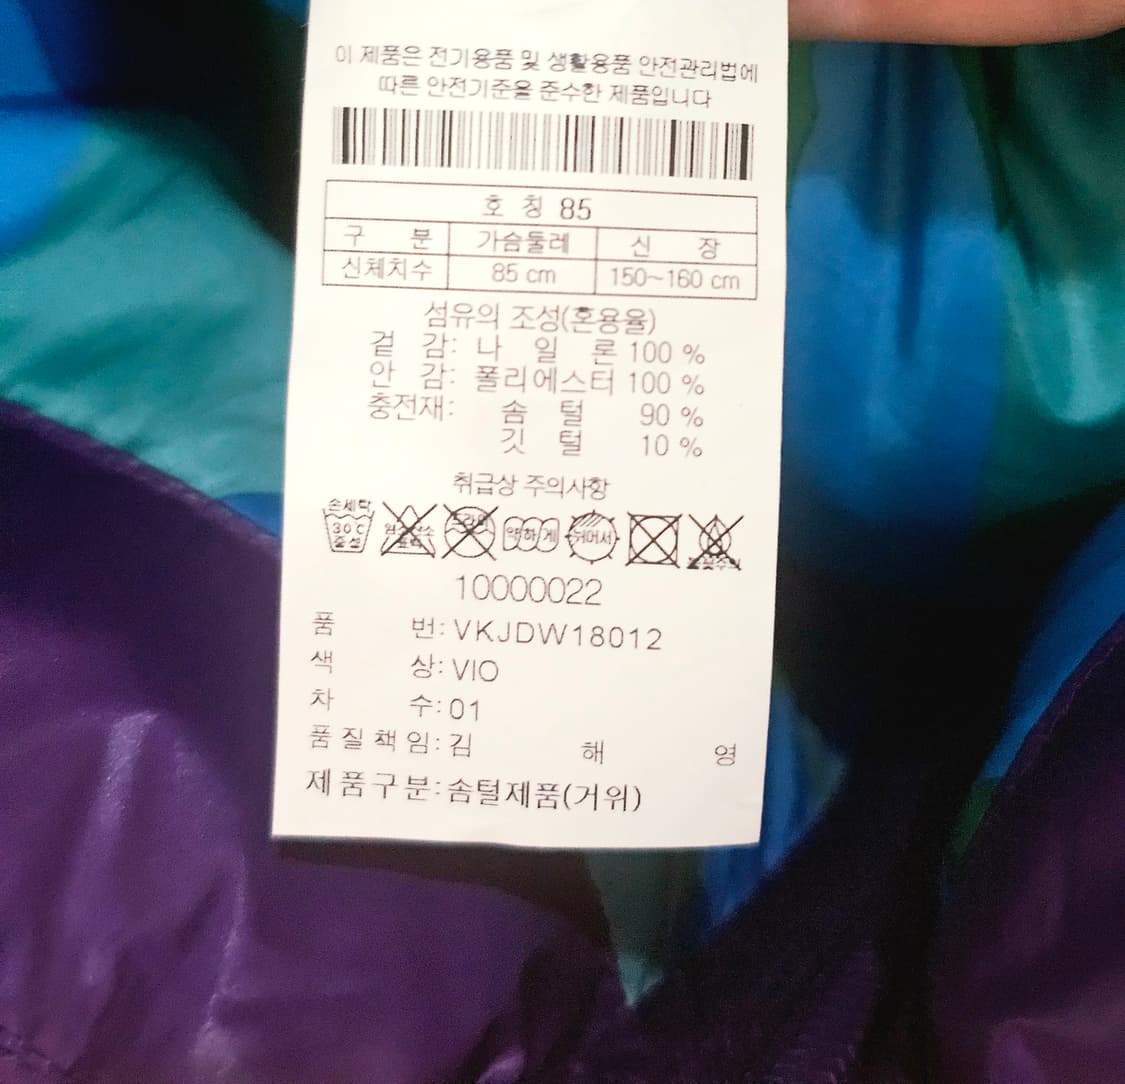 이 제품은 전기용품 및 생활용품 안전관리법에
따른 안전기준을 준수한 제품입니다
호 칭 85
구 분 가슴둘레 신 장
신체치수 85 cm 150~160 cm
섬유의 조성(혼용율)
겉 감: 나 일 론 100 %
안 감: 폴리에스터 100 %
충전재: 솜 털 90 %
깃 털 10 %
취급상 주의사항
손세탁 30℃ 중성 드라이 약하게 뉘어서
10000022
품 번: VKJDW18012
색 상: VIO
차 수: 01
품질책임: 김 해 영
제품구분: 솜털제품(거위)